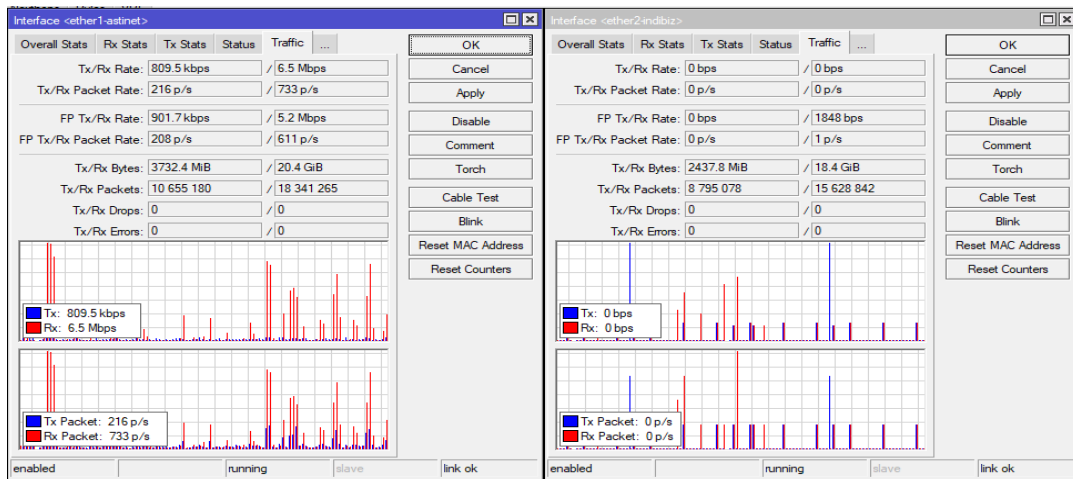 Interface <ether1-astinet>
Overall Stats Rx Stats Tx Stats Status Traffic ... OK
Tx/Rx Rate: 809.5 kbps / 6.5 Mbps Cancel
Tx/Rx Packet Rate: 216 p/s / 733 p/s Apply
FP Tx/Rx Rate: 901.7 kbps / 5.2 Mbps Disable
FP Tx/Rx Packet Rate: 208 p/s / 611 p/s Comment
Tx/Rx Bytes: 3732.4 MiB / 20.4 GiB Torch
Tx/Rx Packets: 10 655 180 / 18 341 265
Cable Test
Tx/Rx Drops: 0 / 0
Blink
Tx/Rx Errors: 0 / 0
Reset MAC Address
Reset Counters
Tx: 809.5 kbps
Rx: 6.5 Mbps
Tx Packet: 216 p/s
Rx Packet: 733 p/s
enabled running slave link ok
Interface <ether2-indibiz>
Overall Stats Rx Stats Tx Stats Status Traffic ... OK
Tx/Rx Rate: 0 bps / 0 bps Cancel
Tx/Rx Packet Rate: 0 p/s / 0 p/s Apply
FP Tx/Rx Rate: 0 bps / 1848 bps Disable
FP Tx/Rx Packet Rate: 0 p/s / 1 p/s Comment
Tx/Rx Bytes: 2437.8 MiB / 18.4 GiB Torch
Tx/Rx Packets: 8 795 078 / 15 628 842
Cable Test
Tx/Rx Drops: 0 / 0
Blink
Tx/Rx Errors: 0 / 0
Reset MAC Address
Reset Counters
Tx: 0 bps
Rx: 0 bps
Tx Packet: 0 p/s
Rx Packet: 0 p/s
enabled running slave link ok